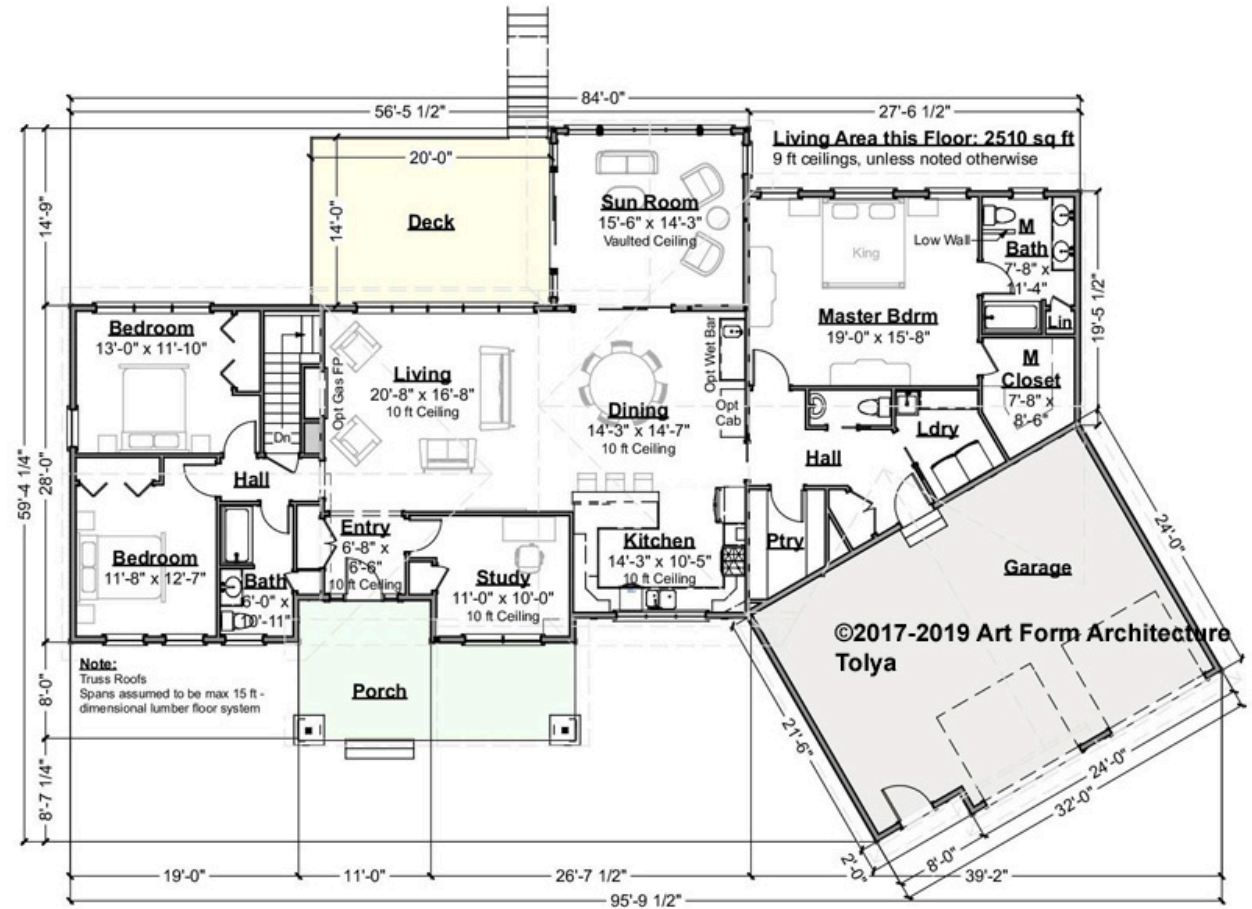 84'-0"
56'-5 1/2"
27'-6 1/2"
Living Area this Floor: 2510 sq ft
9 ft ceilings, unless noted otherwise
20'-0"
14'-9"
14'-0"
Deck
Sun Room
15'-6" x 14'-3"
Vaulted Ceiling
King
Low Wall
M
Bath
7'-8" x
11'-4"
Lin
19'-5 1/2"
Master Bdrm
19'-0" x 15'-8"
Bedroom
13'-0" x 11'-10"
Opt Gas FP
Living
20'-8" x 16'-8"
10 ft Ceiling
Dining
14'-3" x 14'-7"
10 ft Ceiling
Opt Wet Bar
Opt
Cab
M
Closet
7'-8" x
8'-6"
Ldry
Dn
Hall
Hall
59'-4 1/4"
28'-0"
Bedroom
11'-8" x 12'-7"
Bath
6'-0" x
10'-11"
Entry
6'-8" x
6'-6"
10 ft Ceiling
Study
11'-0" x 10'-0"
10 ft Ceiling
Kitchen
14'-3" x 10'-5"
10 ft Ceiling
Ptry
Garage
24'-0"
©2017-2019 Art Form Architecture
Tolya
Note:
Truss Roofs
Spans assumed to be max 15 ft -
dimensional lumber floor system
Porch
8'-0"
8'-7 1/4"
21'-6"
24'-0"
32'-0"
8'-0"
2'-0"
19'-0"
11'-0"
26'-7 1/2"
39'-2"
95'-9 1/2"